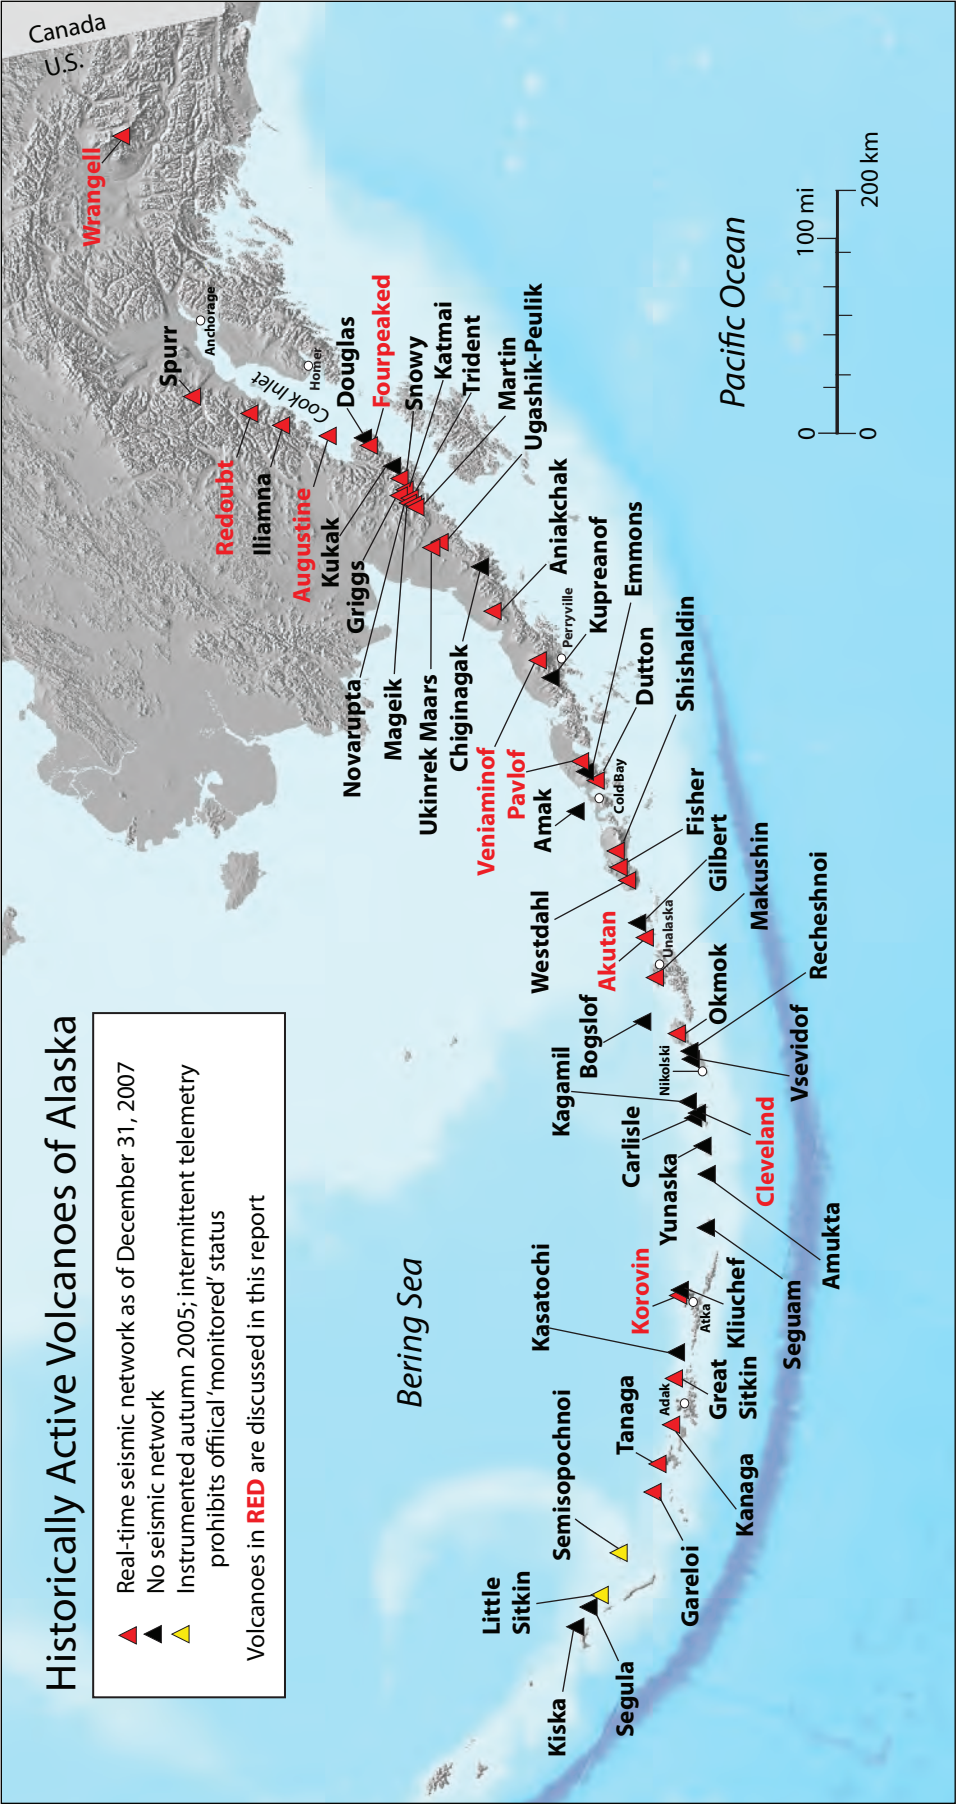 Historically Active Volcanoes of Alaska
Real-time seismic network as of December 31, 2007
No seismic network
Instrumented autumn 2005; intermittent telemetry
prohibits offical ‘monitored’ status
Volcanoes in RED are discussed in this report
Canada
U.S.
Wrangell
Spurr
Anchorage
Redoubt
Cook Inlet
Homer
Iliamna
Augustine
Douglas
Fourpeaked
Kukak
Snowy
Griggs
Katmai
Trident
Novarupta
Mageik
Martin
Ugashik-Peulik
Ukinrek Maars
Chiginagak
Aniakchak
Veniaminof
Perryville
Kupreanof
Pavlof
Emmons
Dutton
Amak
Cold Bay
Shishaldin
Fisher
Westdahl
Gilbert
Akutan
Unalaska
Makushin
Bogslof
Okmok
Recheshnoi
Vsevidof
Nikolski
Kagamil
Carlisle
Cleveland
Yunaska
Amukta
Seguam
Korovin
Kliuchef
Atka
Kasatochi
Great
Sitkin
Adak
Kanaga
Tanaga
Gareloi
Semisopochnoi
Little
Sitkin
Segula
Kiska
Bering Sea
Pacific Ocean
0
100 mi
0
200 km